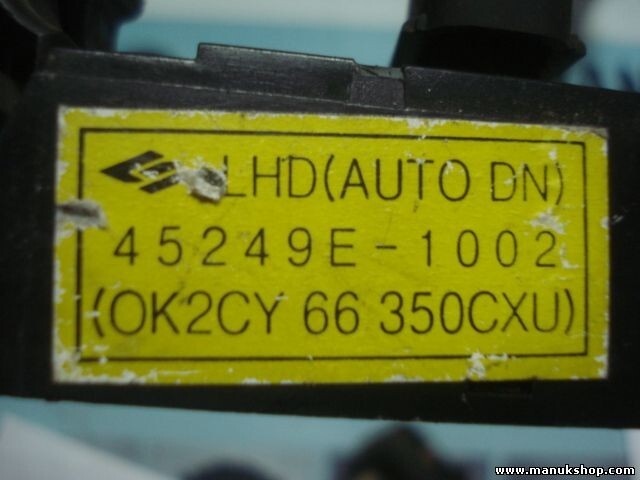 LHD(AUTO DN)
45249E-1002
(OK2CY 66 350CXU)
www.manukshop.com